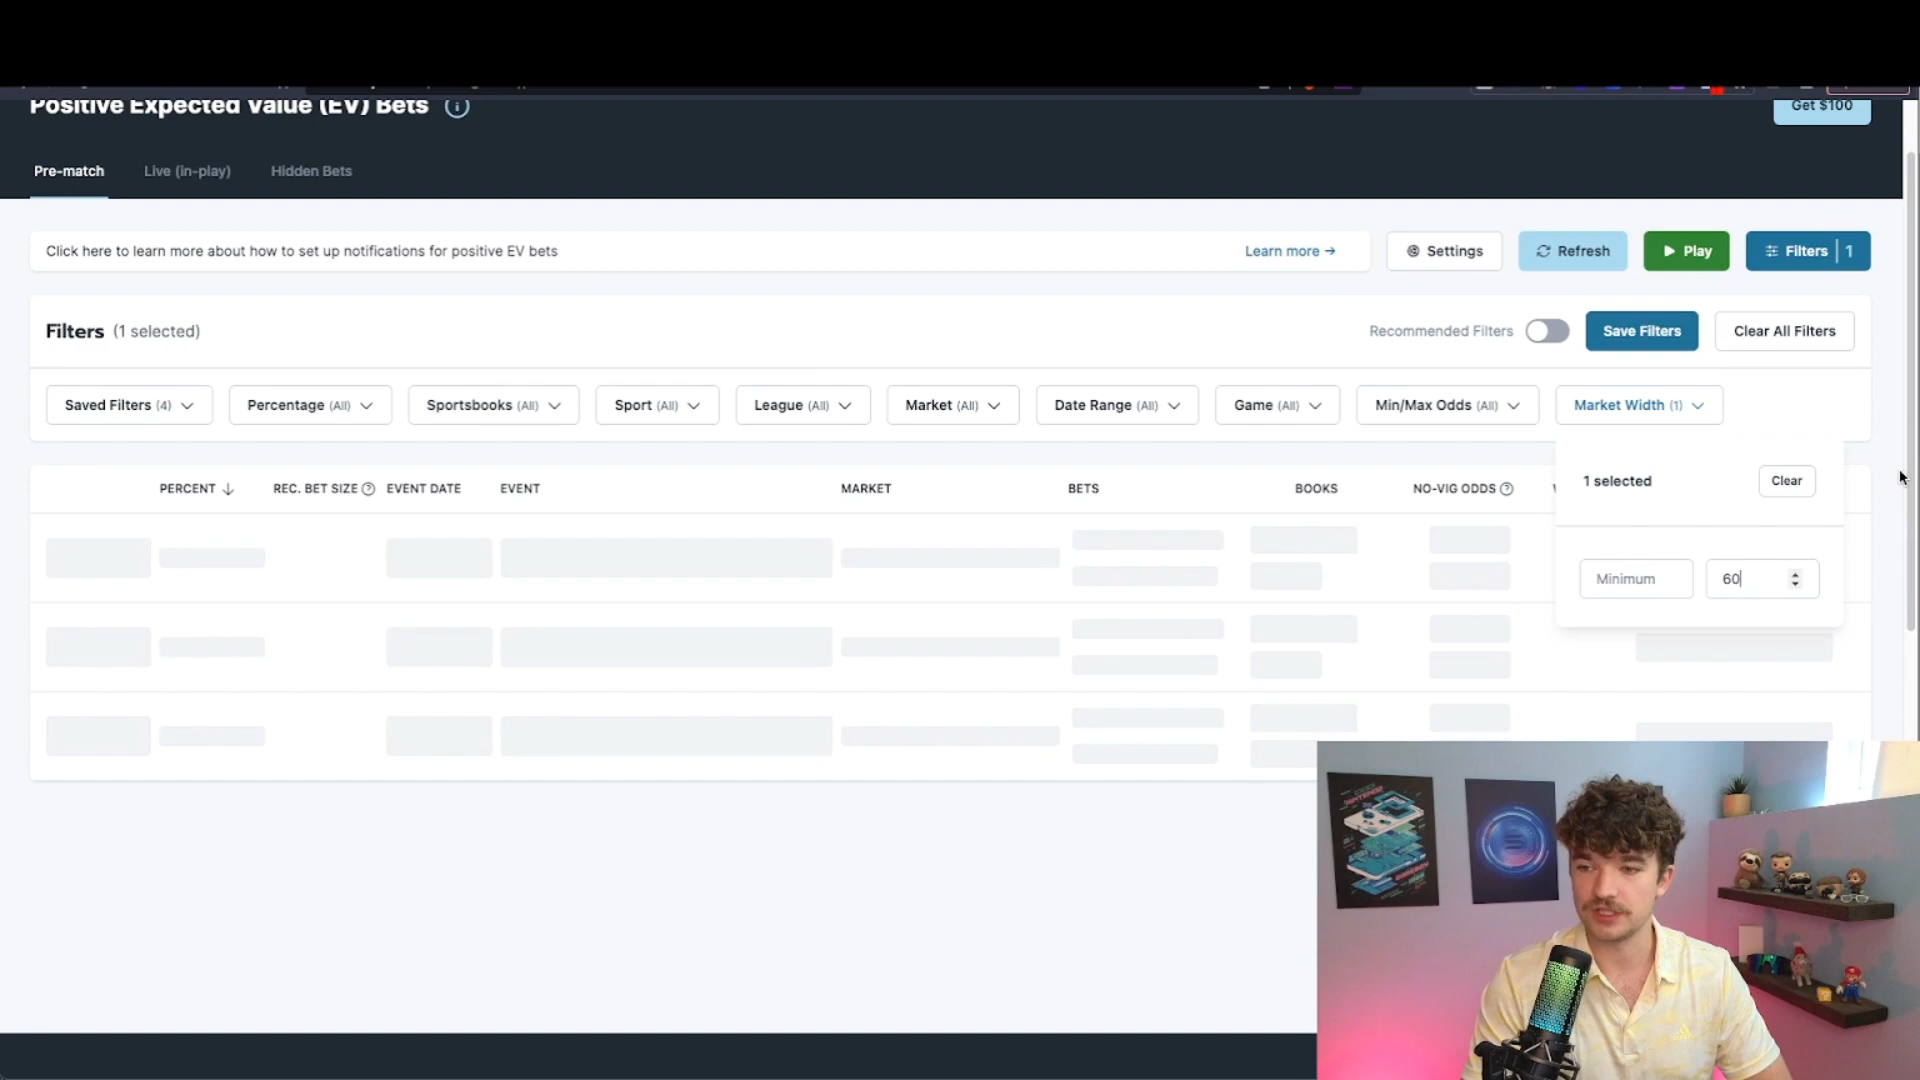 Positive Expected Value (EV) Bets
Get $100
Pre-match
Live (in-play)
Hidden Bets
Click here to learn more about how to set up notifications for positive EV bets
Learn more →
Settings
Refresh
Play
Filters | 1
Filters (1 selected)
Recommended Filters
Save Filters
Clear All Filters
Saved Filters (4)
Percentage (All)
Sportsbooks (All)
Sport (All)
League (All)
Market (All)
Date Range (All)
Game (All)
Min/Max Odds (All)
Market Width (1)
1 selected
Clear
PERCENT ↓
REC. BET SIZE
EVENT DATE
EVENT
MARKET
BETS
BOOKS
NO-VIG ODDS
Minimum
60